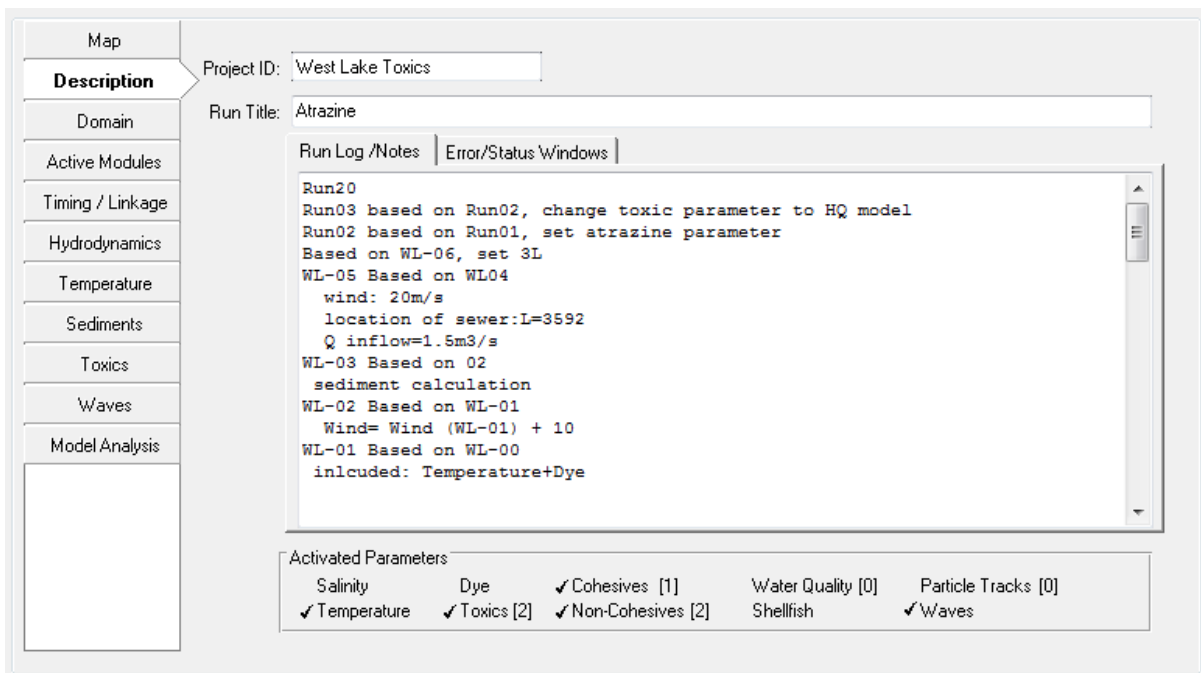 Map
Description
Domain
Active Modules
Timing / Linkage
Hydrodynamics
Temperature
Sediments
Toxics
Waves
Model Analysis
Project ID: West Lake Toxics
Run Title: Atrazine
Run Log /Notes Error/Status Windows
Run20
Run03 based on Run02, change toxic parameter to HQ model
Run02 based on Run01, set atrazine parameter
Based on WL-06, set 3L
WL-05 Based on WL04
wind: 20m/s
location of sewer:L=3592
Q inflow=1.5m3/s
WL-03 Based on 02
sediment calculation
WL-02 Based on WL-01
Wind= Wind (WL-01) + 10
WL-01 Based on WL-00
inlcuded: Temperature+Dye
Activated Parameters
Salinity Dye ✓ Cohesives [1] Water Quality [0] Particle Tracks [0]
✓ Temperature ✓ Toxics [2] ✓ Non-Cohesives [2] Shellfish ✓ Waves